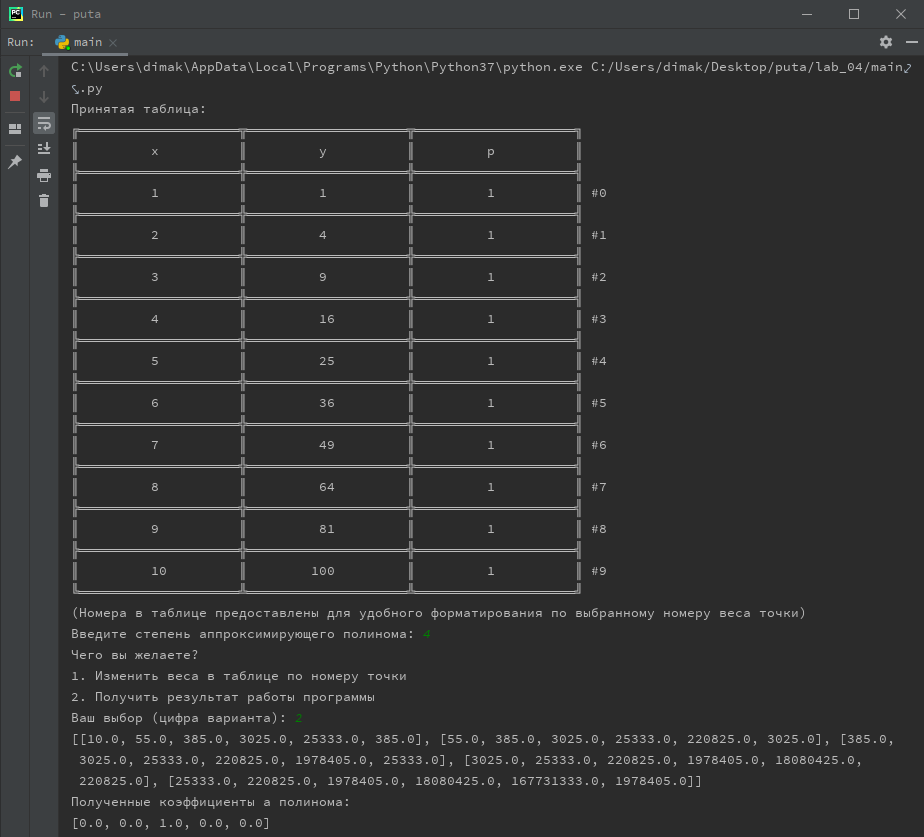 Run - puta
Run: main
C:\Users\dimak\AppData\Local\Programs\Python\Python37\python.exe C:/Users/dimak/Desktop/puta/lab_04/main
.py
Принятая таблица:
x y p
1 1 1 #0
2 4 1 #1
3 9 1 #2
4 16 1 #3
5 25 1 #4
6 36 1 #5
7 49 1 #6
8 64 1 #7
9 81 1 #8
10 100 1 #9
(Номера в таблице предоставлены для удобного форматирования по выбранному номеру веса точки)
Введите степень аппроксимирующего полинома: 4
Чего вы желаете?
1. Изменить веса в таблице по номеру точки
2. Получить результат работы программы
Ваш выбор (цифра варианта): 2
[[10.0, 55.0, 385.0, 3025.0, 25333.0, 385.0], [55.0, 385.0, 3025.0, 25333.0, 220825.0, 3025.0], [385.0,
3025.0, 25333.0, 220825.0, 1978405.0, 25333.0], [3025.0, 25333.0, 220825.0, 1978405.0, 18080425.0,
220825.0], [25333.0, 220825.0, 1978405.0, 18080425.0, 167731333.0, 1978405.0]]
Полученные коэффициенты a полинома:
[0.0, 0.0, 1.0, 0.0, 0.0]